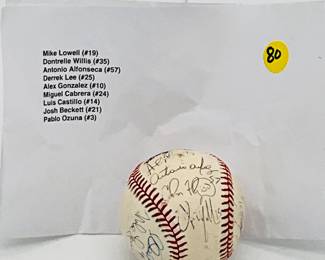 Mike Lowell (#19)
Dontrelle Willis (#35)
Antonio Alfonseca (#57)
Derrek Lee (#25)
Alex Gonzalez (#10)
Miguel Cabrera (#24)
Luis Castillo (#14)
Josh Beckett (#21)
Pablo Ozuna (#3)
80